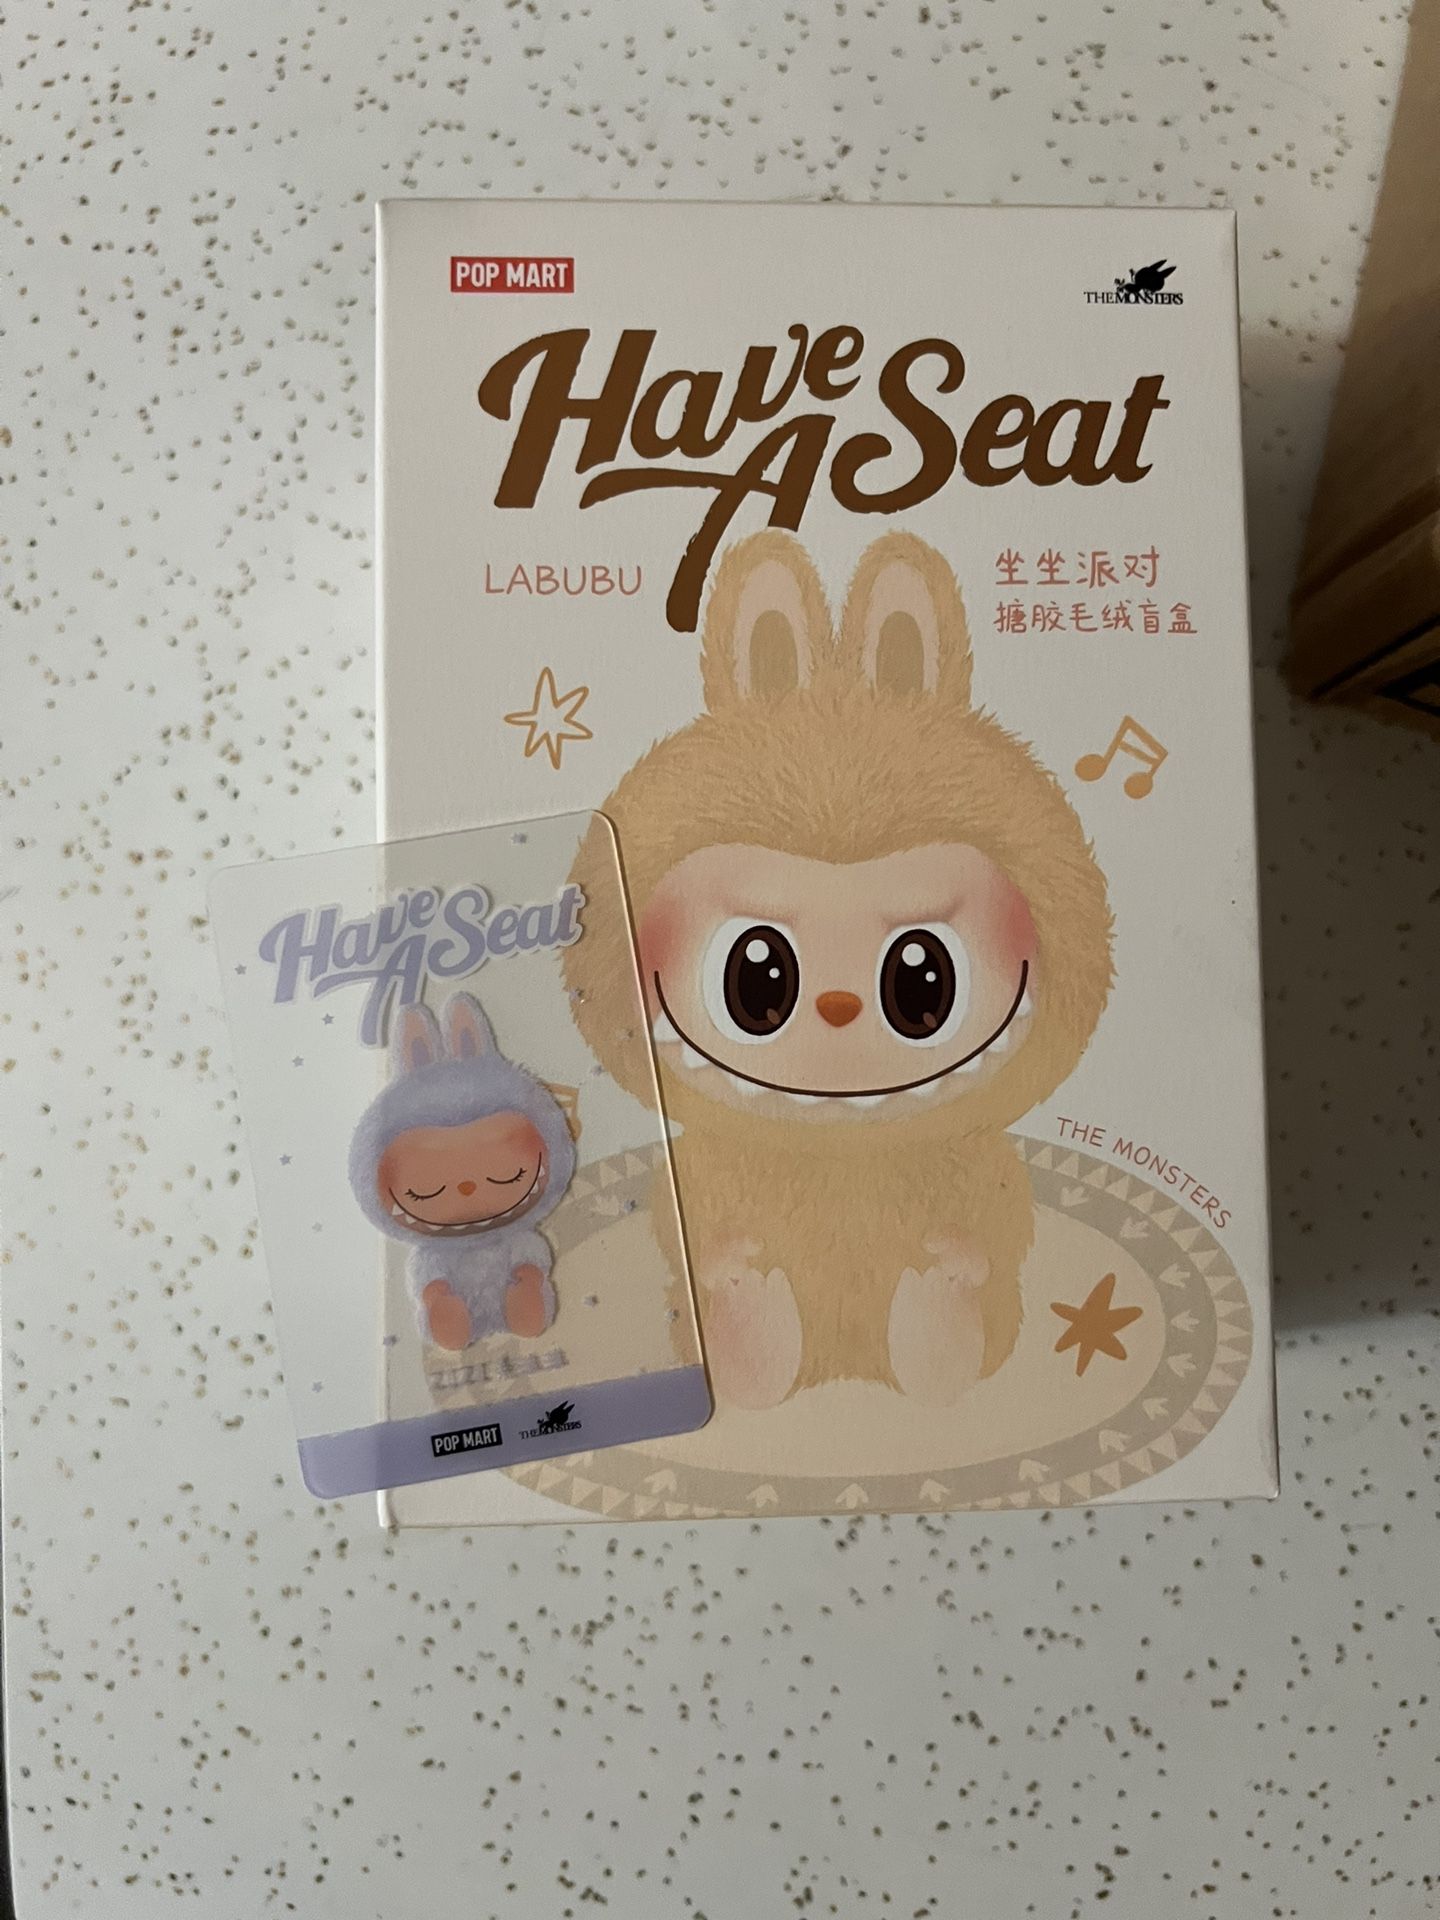 POP MART
THE MONSTERS
Have A Seat
LABUBU
坐坐派对
搪胶毛绒盲盒
THE MONSTERS
Have A Seat
ZIZI
POP MART
THE MONSTERS